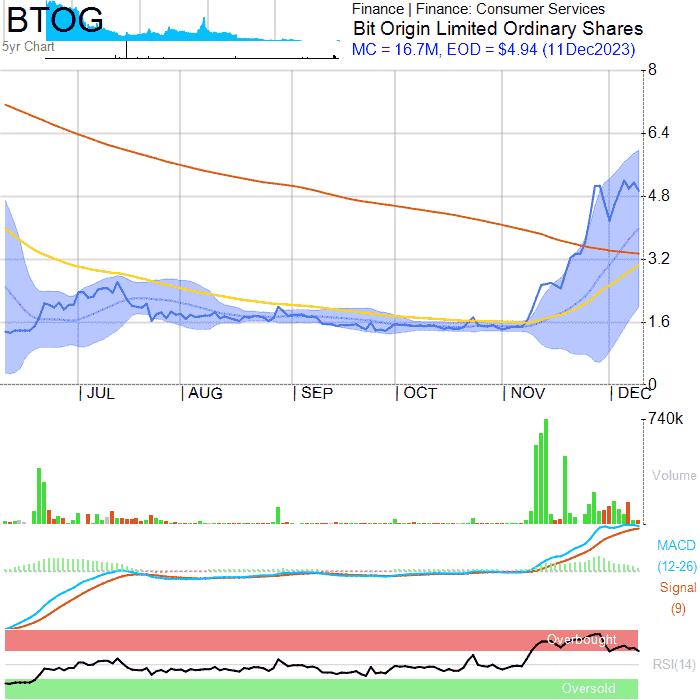 BTOG
5yr Chart
Finance | Finance: Consumer Services
Bit Origin Limited Ordinary Shares
MC = 16.7M, EOD = $4.94 (11Dec2023)
8
6.4
4.8
3.2
1.6
0
JUL AUG SEP OCT NOV DEC
740k
Volume
MACD
(12-26)
Signal
(9)
Overbought
RSI(14)
Oversold